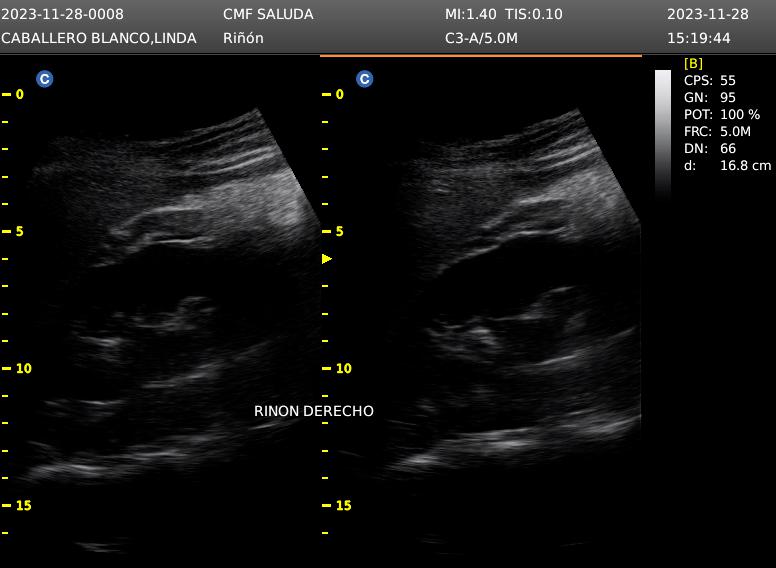 2023-11-28-0008 CMF SALUDA MI:1.40 TIS:0.10 2023-11-28
CABALLERO BLANCO,LINDA Riñón C3-A/5.0M 15:19:44
C
C
[B]
CPS: 55
GN: 95
POT: 100 %
FRC: 5.0M
DN: 66
d: 16.8 cm
0
5
10
15
0
5
10
15
RINON DERECHO